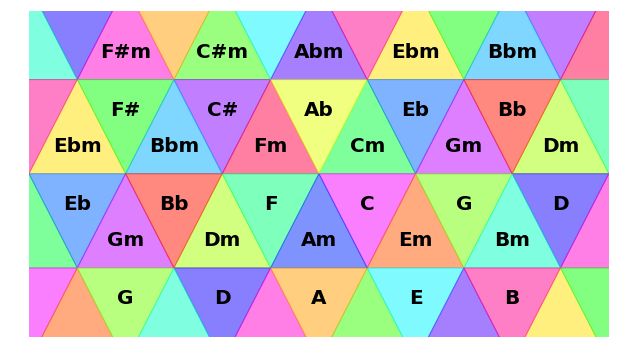 F#m C#m Abm Ebm Bbm
F# C# Ab Eb Bb
Ebm Bbm Fm Cm Gm Dm
Eb Bb F C G D
Gm Dm Am Em Bm
G D A E B